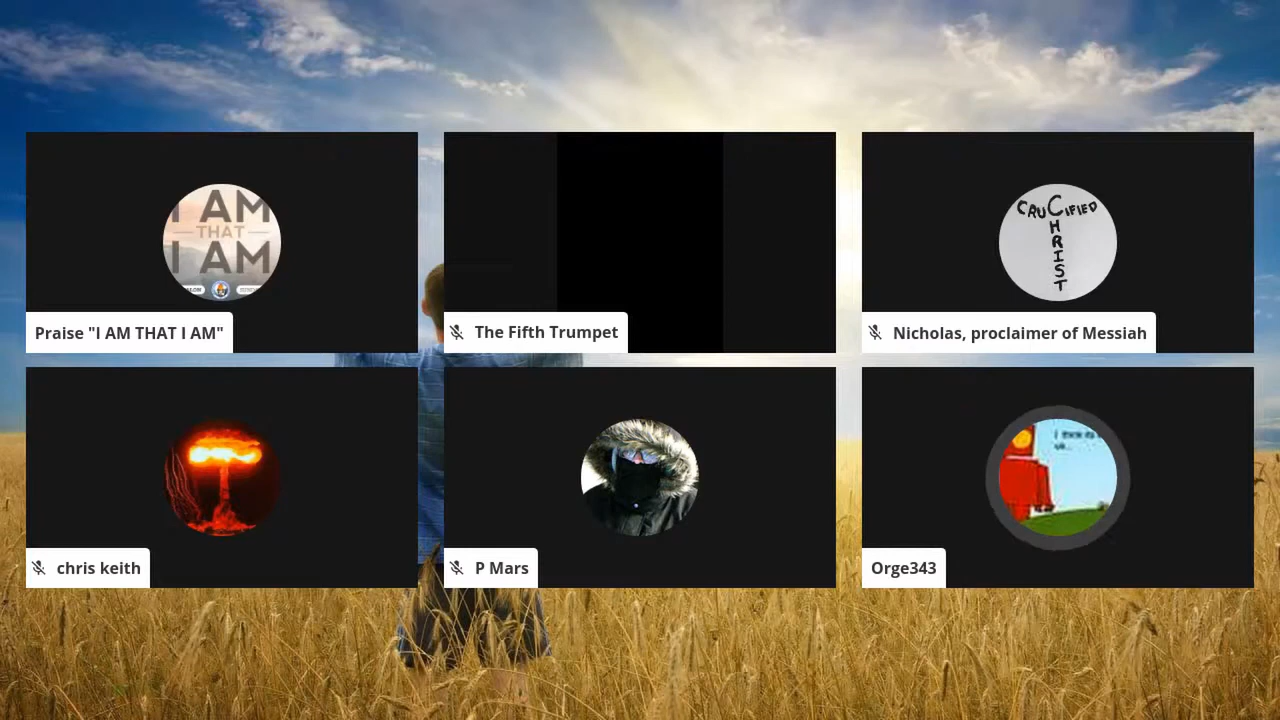 I AM
THAT
I AM
CRUCIFIED
CHRIST
Praise "I AM THAT I AM"
The Fifth Trumpet
Nicholas, proclaimer of Messiah
chris keith
P Mars
Orge343